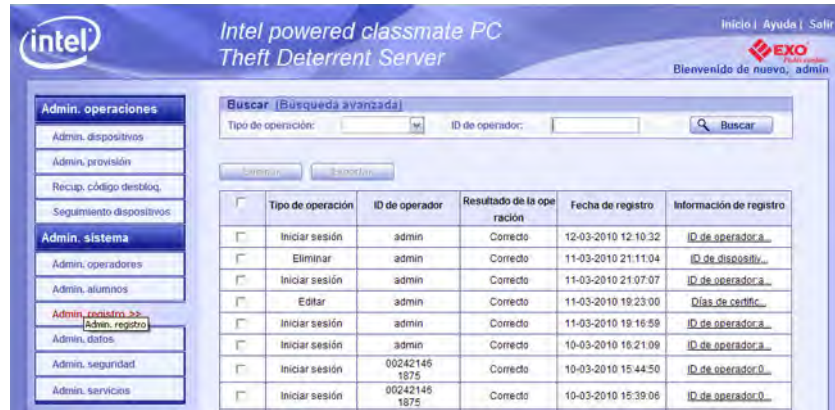 intel
Intel powered classmate PC
Theft Deterrent Server
Inicio | Ayuda | Salir
EXO
Bienvenido de nuevo, admin
Admin. operaciones
Admin. dispositivos
Admin. provisión
Recup. código desbloq.
Seguimiento dispositivos
Admin. sistema
Admin. operadores
Admin. alumnos
Admin. registro >>
Admin. registro
Admin. datos
Admin. seguridad
Admin. servicios
Buscar [Búsqueda avanzada]
Tipo de operación: ID de operador: Buscar
Eliminar Exportar
Tipo de operación ID de operador Resultado de la ope ración Fecha de registro Información de registro
Iniciar sesión admin Correcto 12-03-2010 12:10:32 ID de operador:a...
Eliminar admin Correcto 11-03-2010 21:11:04 ID de dispositiv...
Iniciar sesión admin Correcto 11-03-2010 21:07:07 ID de operador:a...
Editar admin Correcto 11-03-2010 19:23:00 Días de certific...
Iniciar sesión admin Correcto 11-03-2010 19:16:59 ID de operador:a...
Iniciar sesión admin Correcto 10-03-2010 16:21:09 ID de operador:a...
Iniciar sesión 00242146 1875 Correcto 10-03-2010 15:44:50 ID de operador:0...
Iniciar sesión 00242146 1875 Correcto 10-03-2010 15:39:06 ID de operador:0...